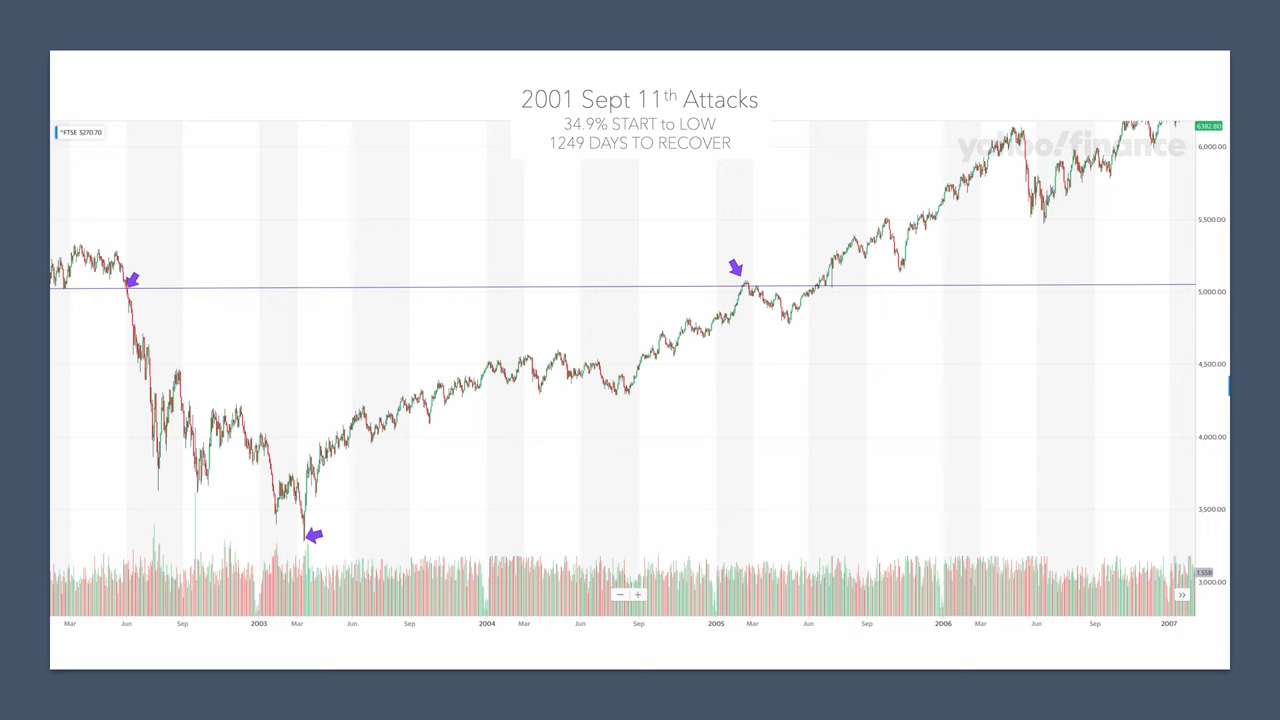 2001 Sept 11th Attacks
34.9% START to LOW
1249 DAYS TO RECOVER
^FTSE 5270.70
yahoo!finance
6382.80
6,000.00
5,500.00
5,000.00
4,500.00
4,000.00
3,500.00
1.55B
3,000.00
− +
»
Mar Jun Sep 2003 Mar Jun Sep 2004 Mar Jun Sep 2005 Mar Jun Sep 2006 Mar Jun Sep 2007